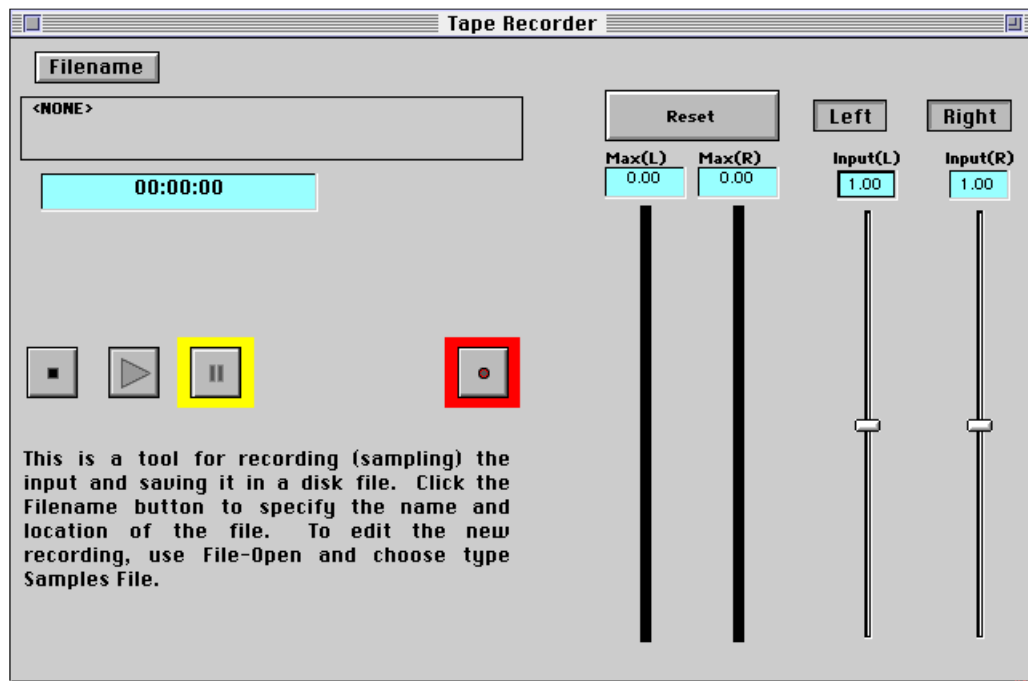 Tape Recorder
Filename
<NONE>
00:00:00
Reset
Left
Right
Max(L)
Max(R)
Input(L)
Input(R)
0.00
0.00
1.00
1.00
This is a tool for recording (sampling) the
input and saving it in a disk file. Click the
Filename button to specify the name and
location of the file. To edit the new
recording, use File-Open and choose type
Samples File.